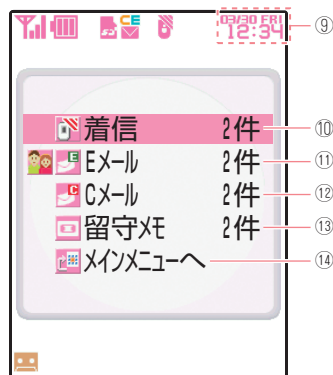 CE
03/30 FRI
12:34
⑨
着信 2件 ⑩
Eメール 2件 ⑪
Cメール 2件 ⑫
留守メモ 2件 ⑬
メインメニューへ ⑭